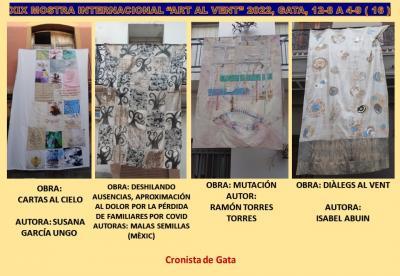 XIX MOSTRA INTERNACIONAL "ART AL VENT" 2022, GATA, 12-8 A 4-9 ( 16 )
OBRA:
CARTAS AL CIELO
AUTORA: SUSANA
GARCÍA UNGO
OBRA: DESHILANDO
AUSENCIAS, APROXIMACIÓN
AL DOLOR POR LA PÉRDIDA
DE FAMILIARES POR COVID
AUTORAS: MALAS SEMILLAS
(MÈXIC)
OBRA: MUTACIÓN
AUTOR:
RAMÓN TORRES
TORRES
OBRA: DIÀLEGS AL VENT
AUTORA:
ISABEL ABUIN
Cronista de Gata